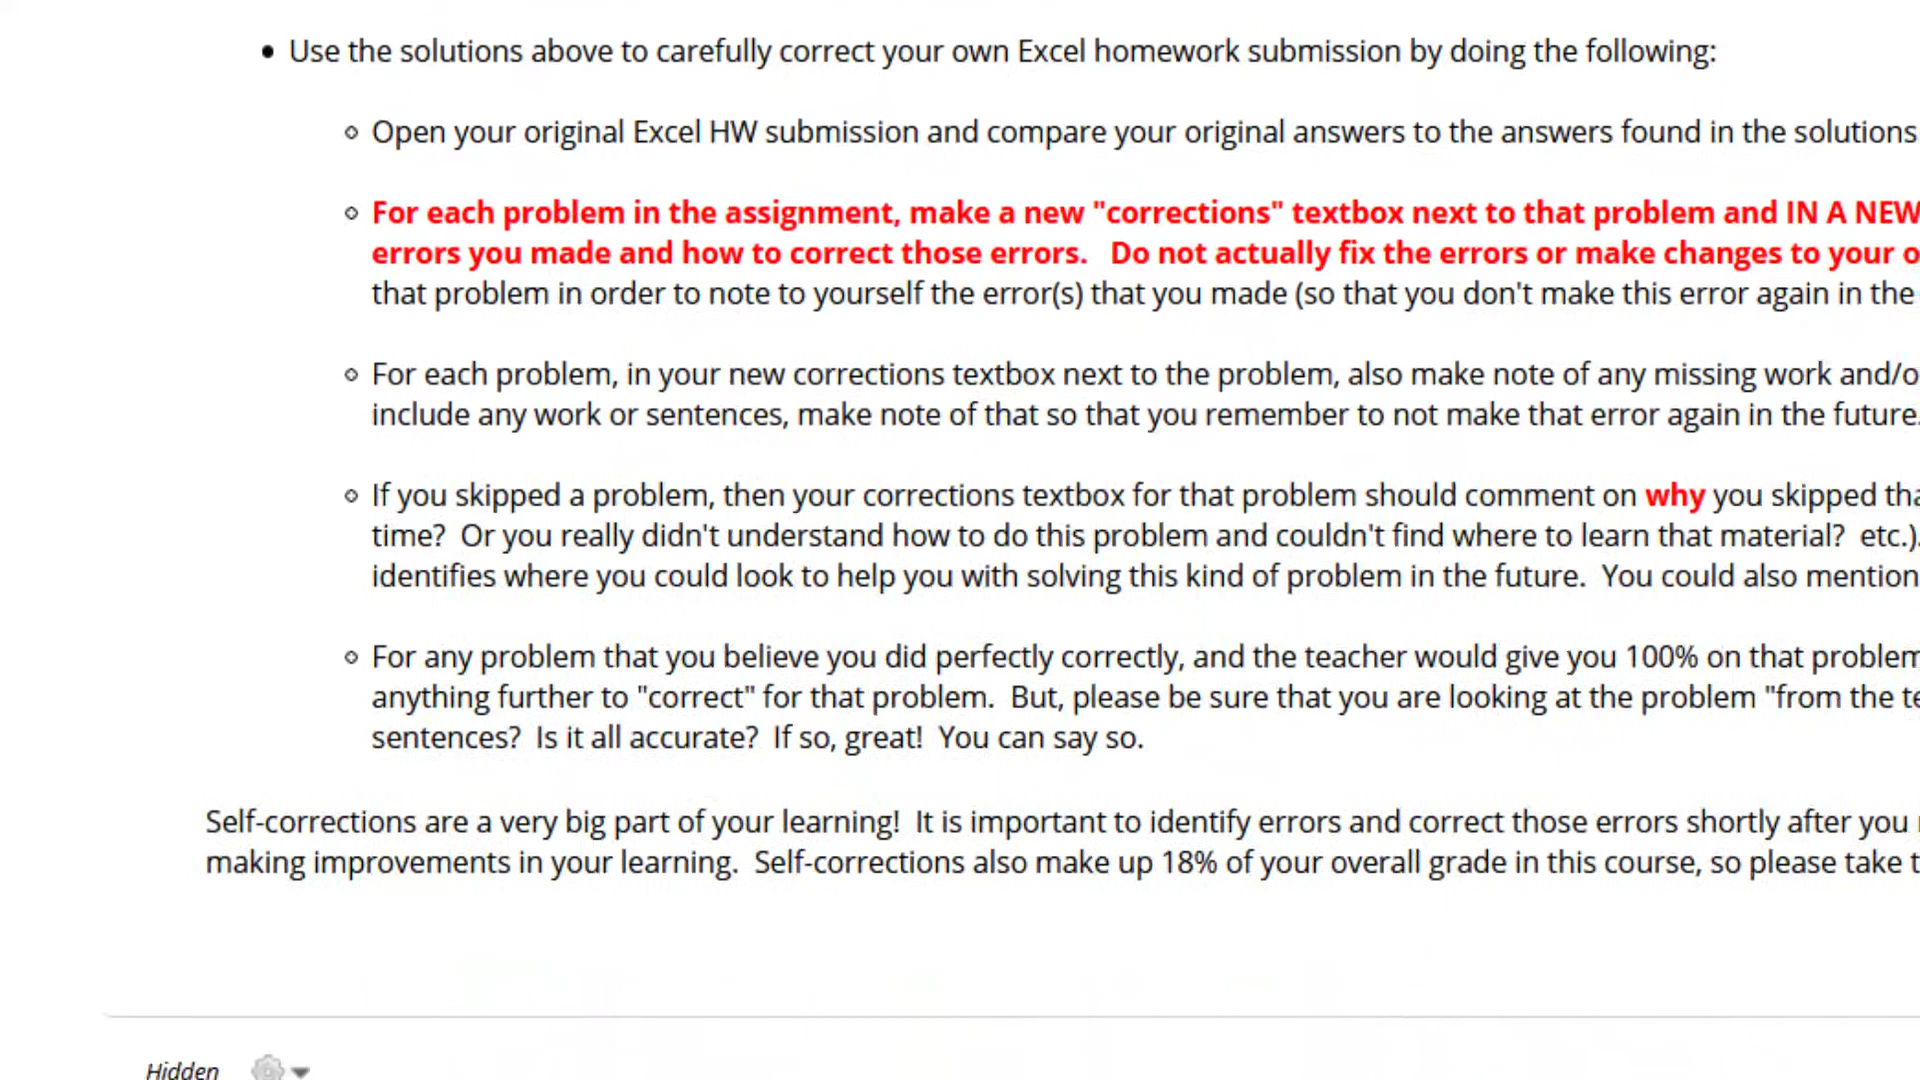 Use the solutions above to carefully correct your own Excel homework submission by doing the following:
Open your original Excel HW submission and compare your original answers to the answers found in the solutions
For each problem in the assignment, make a new "corrections" textbox next to that problem and IN A NEW
errors you made and how to correct those errors. Do not actually fix the errors or make changes to your o
that problem in order to note to yourself the error(s) that you made (so that you don't make this error again in the
For each problem, in your new corrections textbox next to the problem, also make note of any missing work and/o
include any work or sentences, make note of that so that you remember to not make that error again in the future.
If you skipped a problem, then your corrections textbox for that problem should comment on why you skipped tha
time? Or you really didn't understand how to do this problem and couldn't find where to learn that material? etc.).
identifies where you could look to help you with solving this kind of problem in the future. You could also mention
For any problem that you believe you did perfectly correctly, and the teacher would give you 100% on that problem
anything further to "correct" for that problem. But, please be sure that you are looking at the problem "from the te
sentences? Is it all accurate? If so, great! You can say so.
Self-corrections are a very big part of your learning! It is important to identify errors and correct those errors shortly after you
making improvements in your learning. Self-corrections also make up 18% of your overall grade in this course, so please take t
Hidden